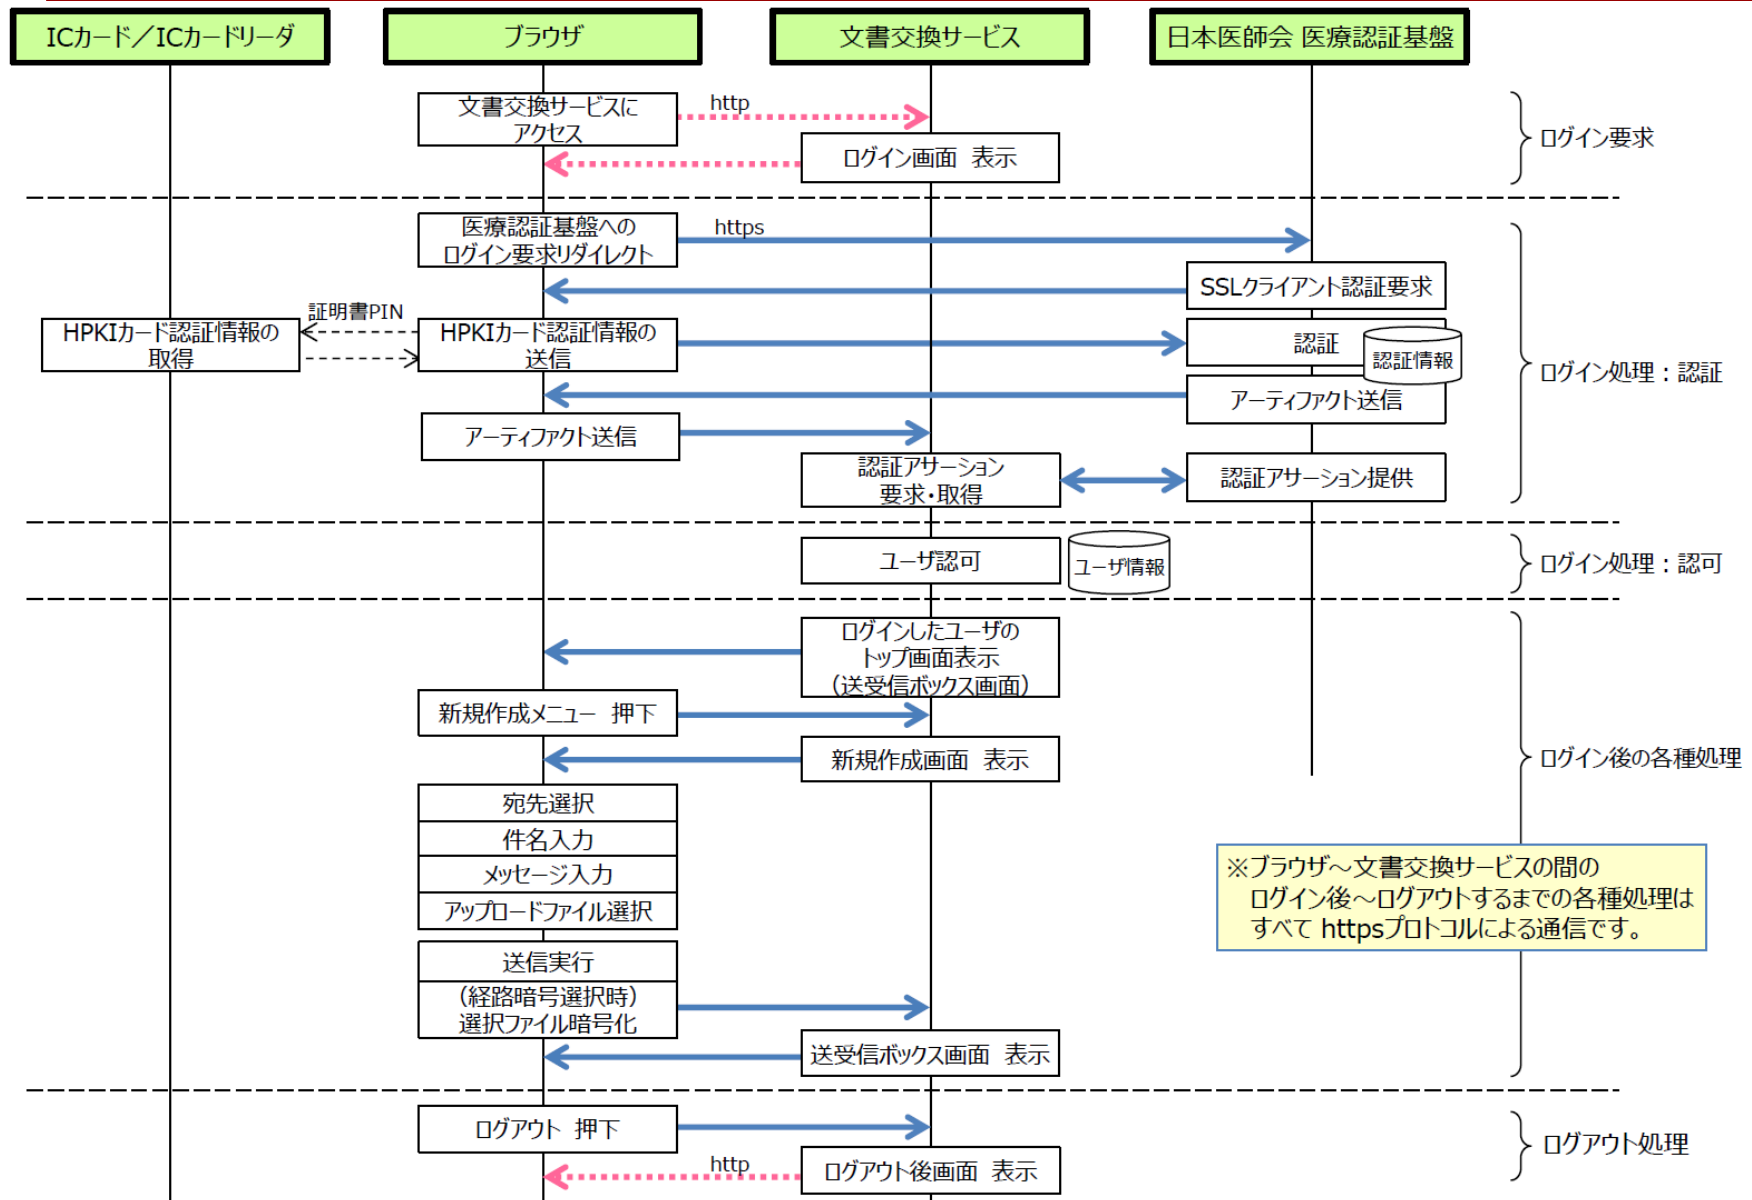 ICカード／ICカードリーダ
ブラウザ
文書交換サービス
日本医師会 医療認証基盤
文書交換サービスに
アクセス
http
ログイン画面 表示
ログイン要求
医療認証基盤への
ログイン要求リダイレクト
https
SSLクライアント認証要求
証明書PIN
HPKIカード認証情報の
取得
HPKIカード認証情報の
送信
認証
認証情報
ログイン処理：認証
アーティファクト送信
アーティファクト送信
認証アサーション
要求・取得
認証アサーション提供
ユーザ認可
ユーザ情報
ログイン処理：認可
ログインしたユーザの
トップ画面表示
（送受信ボックス画面）
新規作成メニュー 押下
新規作成画面 表示
ログイン後の各種処理
宛先選択
件名入力
メッセージ入力
アップロードファイル選択
※ブラウザ～文書交換サービスの間の
ログイン後～ログアウトするまでの各種処理は
すべて httpsプロトコルによる通信です。
送信実行
（経路暗号選択時）
選択ファイル暗号化
送受信ボックス画面 表示
ログアウト 押下
ログアウト処理
http
ログアウト後画面 表示